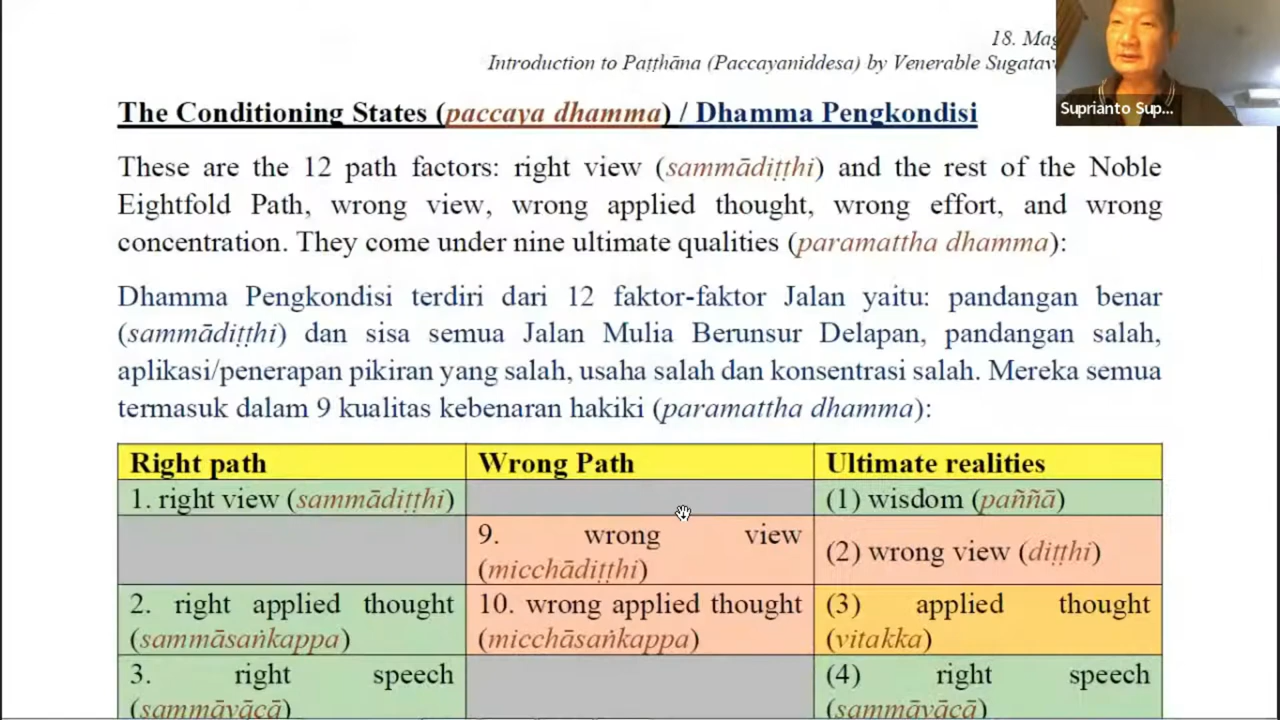 18. Mag
Introduction to Paṭṭhāna (Paccayaniddesa) by Venerable Sugatav
Suprianto Sup...
The Conditioning States (paccaya dhamma) / Dhamma Pengkondisi
These are the 12 path factors: right view (sammādiṭṭhi) and the rest of the Noble
Eightfold Path, wrong view, wrong applied thought, wrong effort, and wrong
concentration. They come under nine ultimate qualities (paramattha dhamma):
Dhamma Pengkondisi terdiri dari 12 faktor-faktor Jalan yaitu: pandangan benar
(sammādiṭṭhi) dan sisa semua Jalan Mulia Berunsur Delapan, pandangan salah,
aplikasi/penerapan pikiran yang salah, usaha salah dan konsentrasi salah. Mereka semua
termasuk dalam 9 kualitas kebenaran hakiki (paramattha dhamma):
Right path
Wrong Path
Ultimate realities
1. right view (sammādiṭṭhi)
(1) wisdom (paññā)
9. wrong view
(micchādiṭṭhi)
(2) wrong view (diṭṭhi)
2. right applied thought
(sammāsaṅkappa)
10. wrong applied thought
(micchāsaṅkappa)
(3) applied thought
(vitakka)
3. right speech
(sammāvācā)
(4) right speech
(sammāvācā)